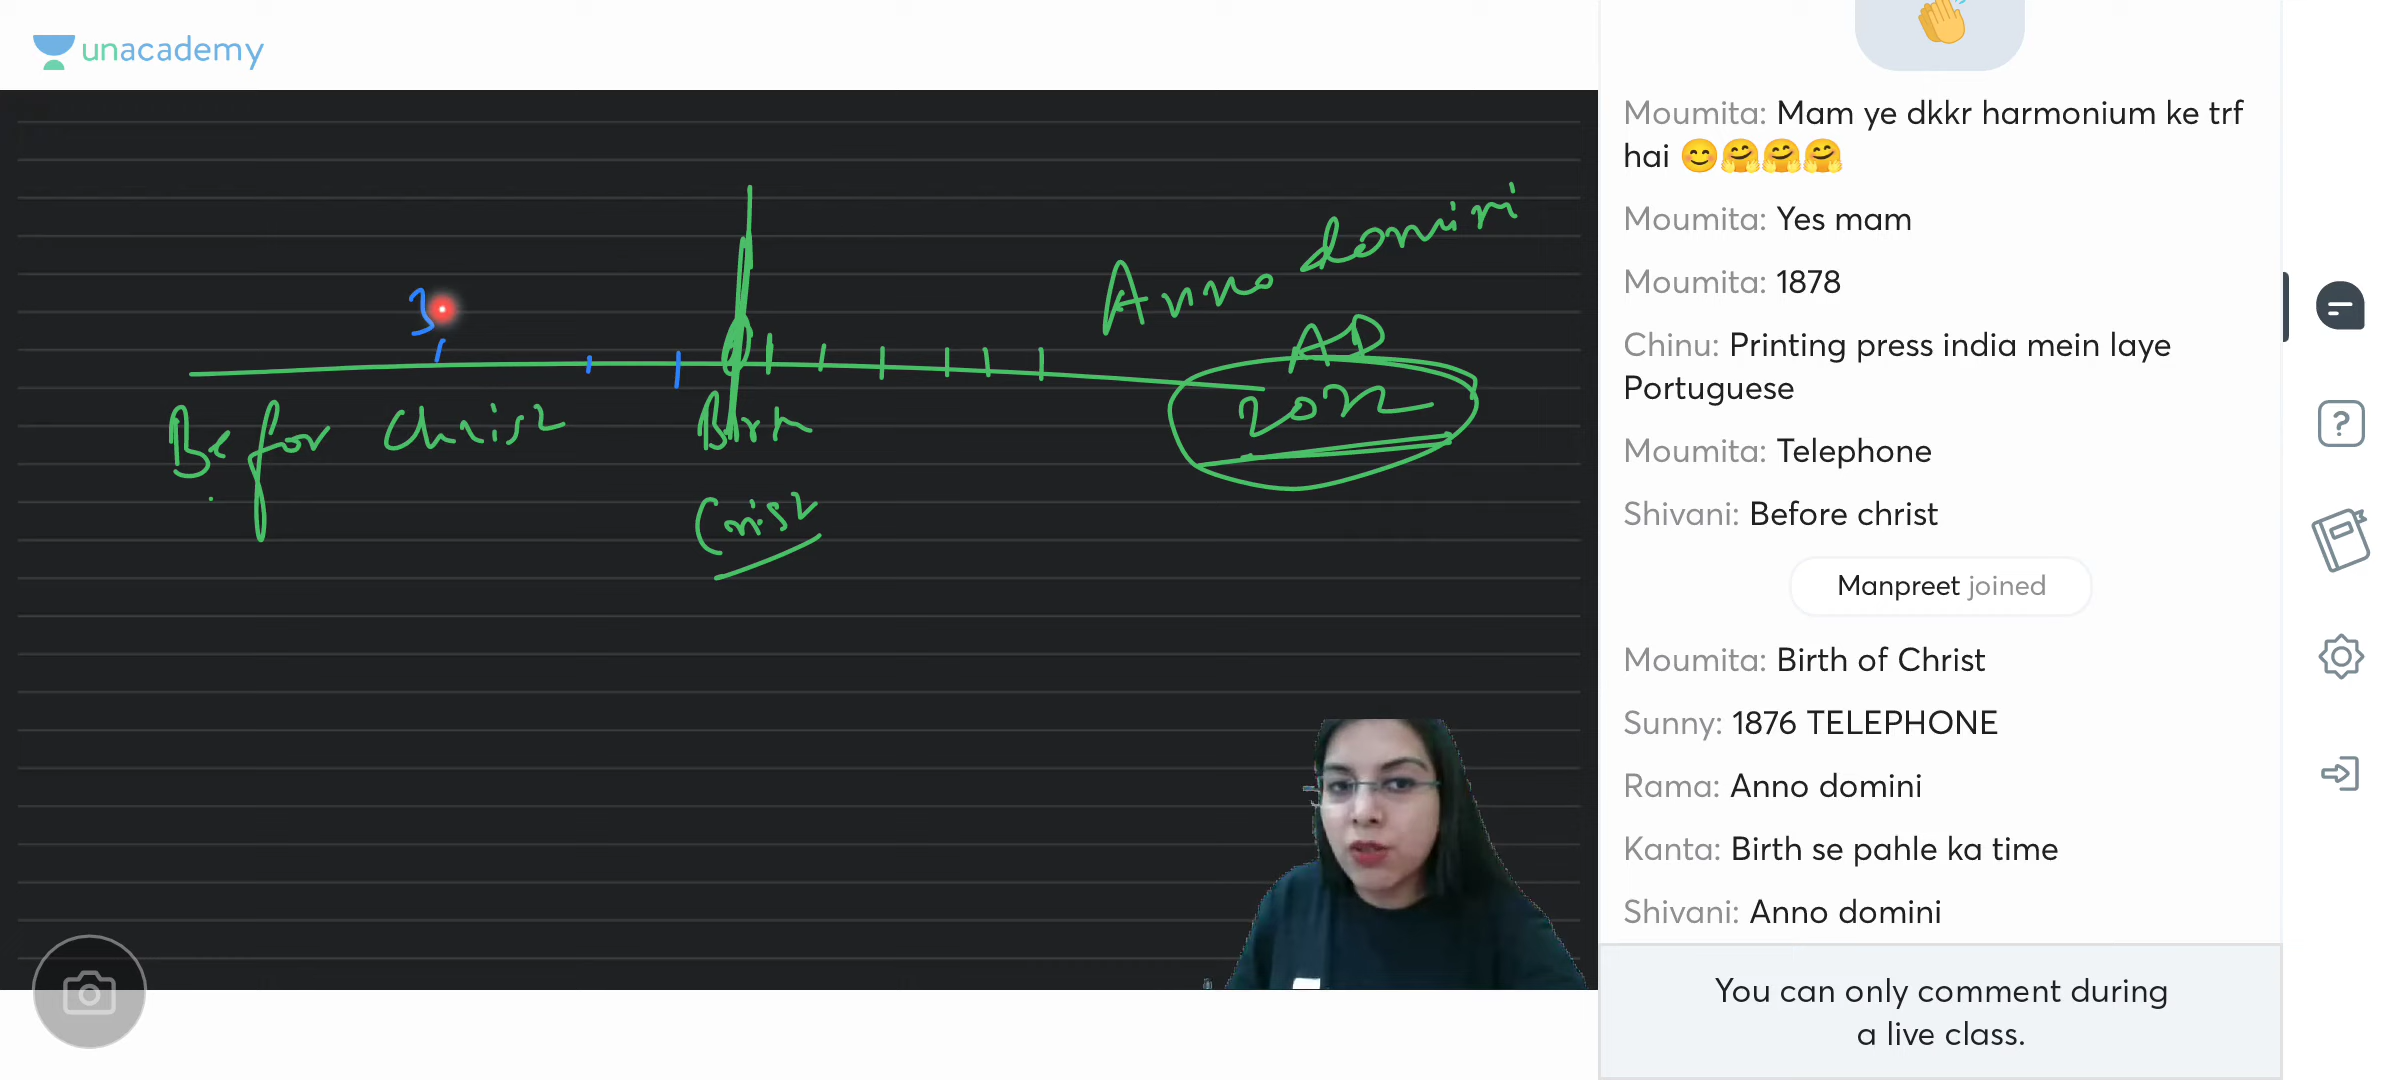 unacademy
Anno domini
3
AD
2022
Befor Christ
Birth
Crist
Moumita: Mam ye dkkr harmonium ke trf
hai 😊🤗🤗🤗
Moumita: Yes mam
Moumita: 1878
Chinu: Printing press india mein laye
Portuguese
Moumita: Telephone
Shivani: Before christ
Manpreet joined
Moumita: Birth of Christ
Sunny: 1876 TELEPHONE
Rama: Anno domini
Kanta: Birth se pahle ka time
Shivani: Anno domini
You can only comment during
a live class.
?